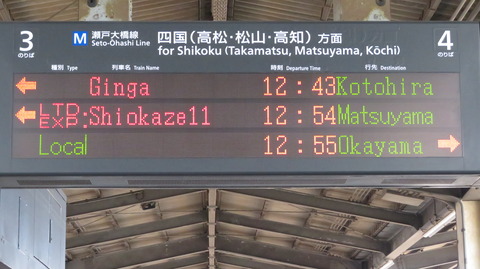 3
のりば
M 瀬戸大橋線
Seto-Ōhashi Line
四国(高松・松山・高知)方面
for Shikoku (Takamatsu, Matsuyama, Kōchi)
4
のりば
種別 Type 列車名 Train Name 時刻 Departure Time 行先 Destination
← Ginga 12:43 Kotohira
← LTD. EXP. Shiokaze11 12:54 Matsuyama
Local 12:55 Okayama →